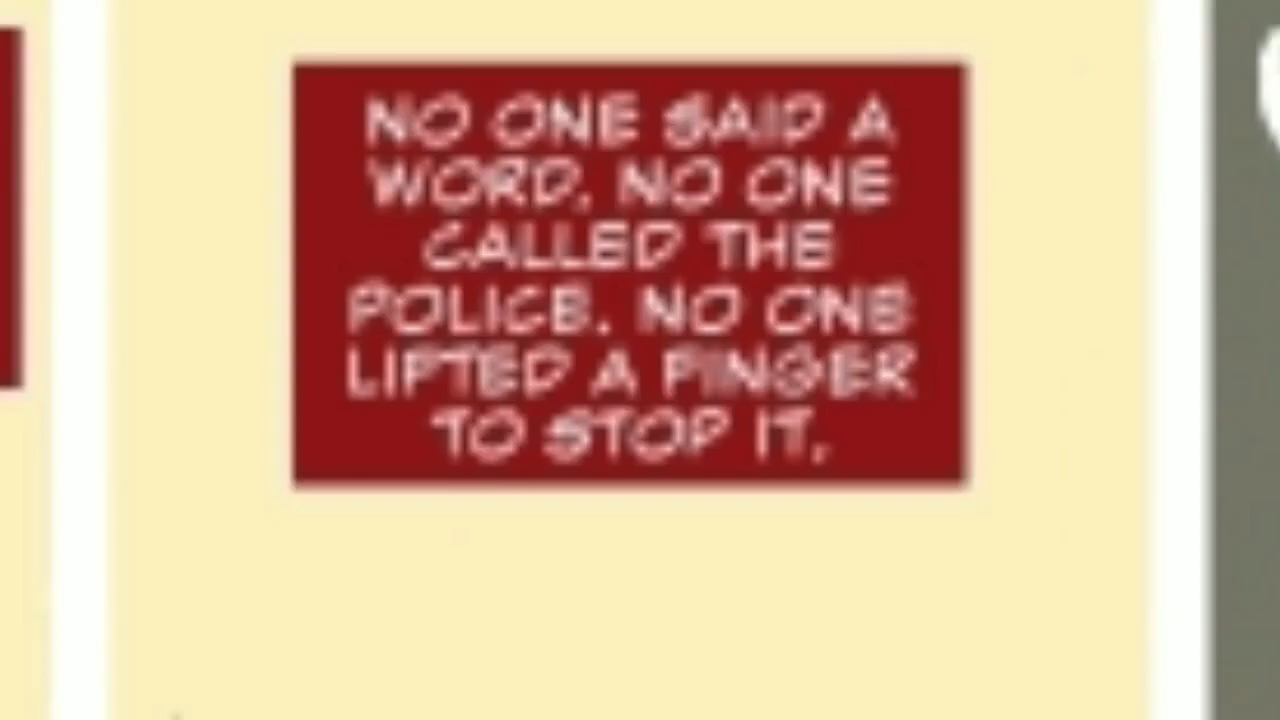 NO ONE SAID A
WORD. NO ONE
CALLED THE
POLICE. NO ONE
LIFTED A FINGER
TO STOP IT.